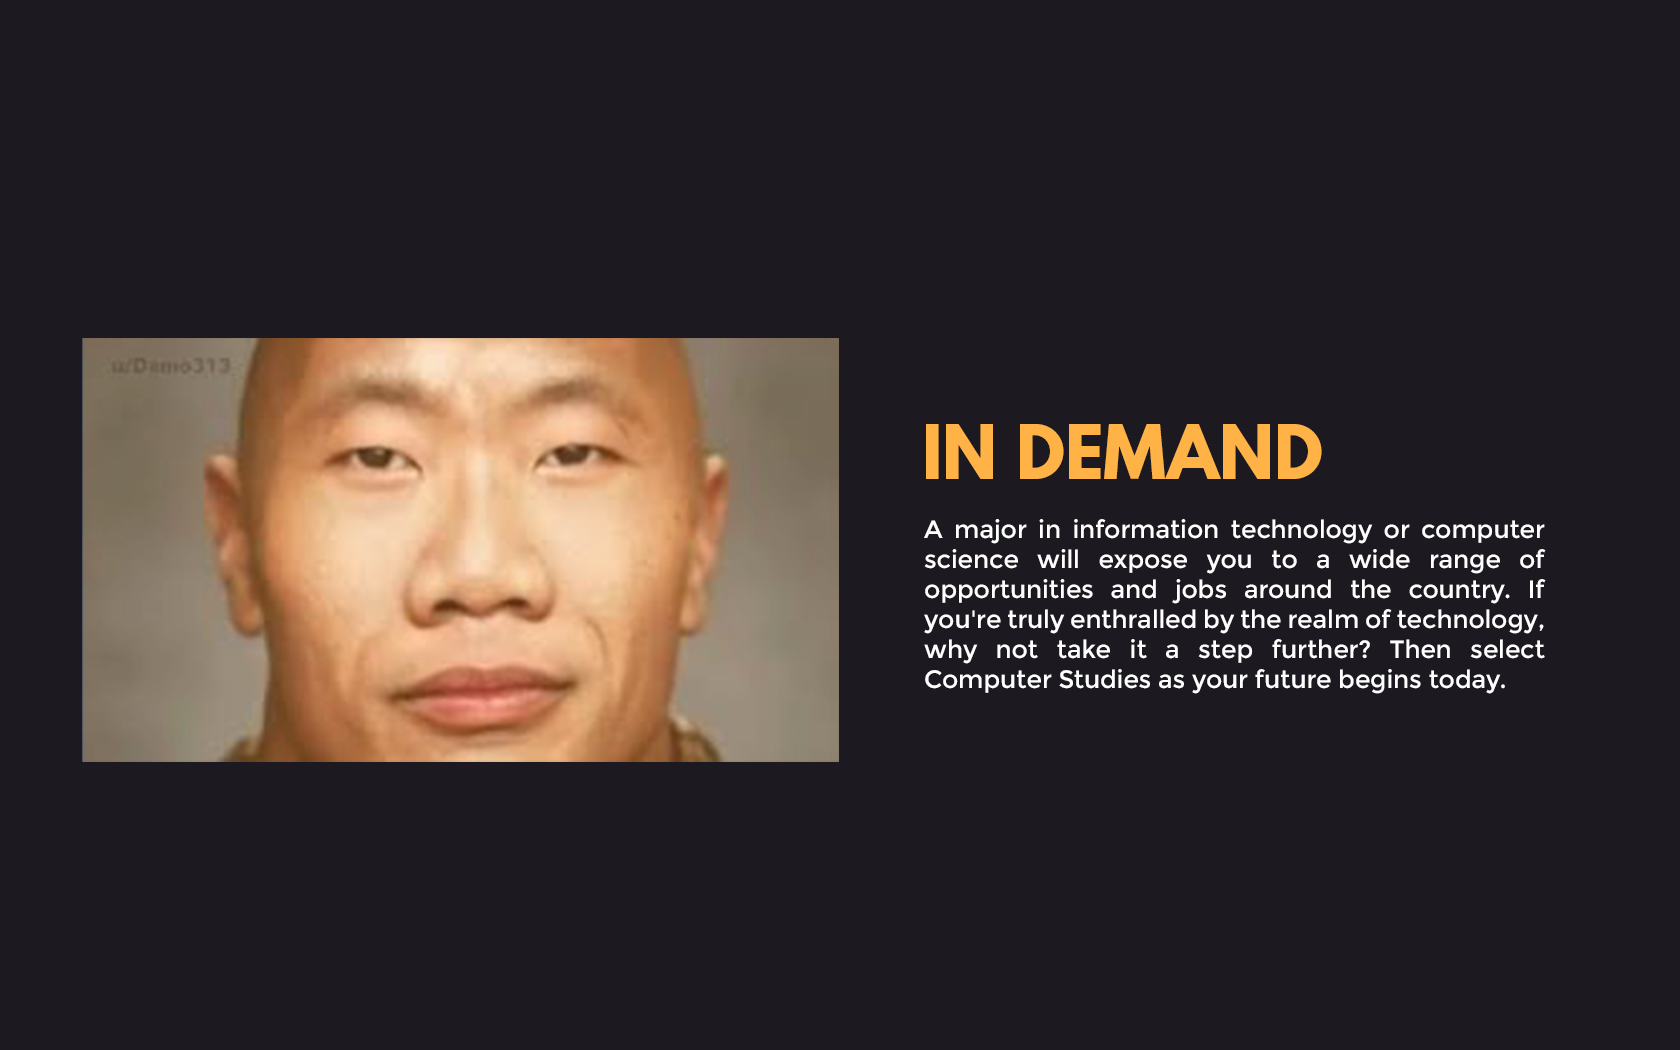 u/Demo313
IN DEMAND
A major in information technology or computer
science will expose you to a wide range of
opportunities and jobs around the country. If
you're truly enthralled by the realm of technology,
why not take it a step further? Then select
Computer Studies as your future begins today.